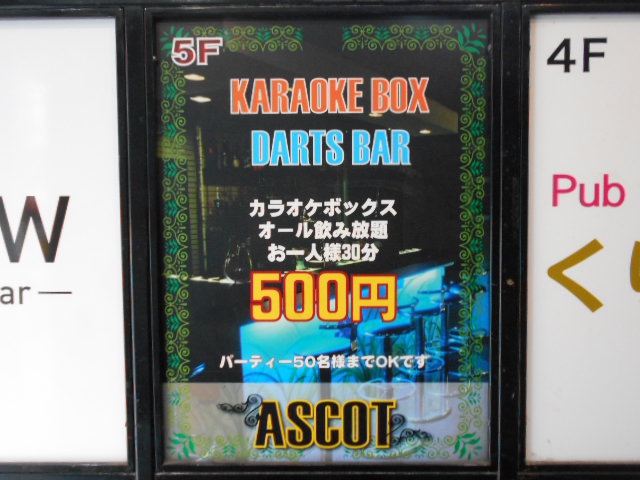 5F
KARAOKE BOX
DARTS BAR
カラオケボックス
オール飲み放題
お一人様30分
500円
パーティー50名様までOKです
ASCOT
4F
Pub